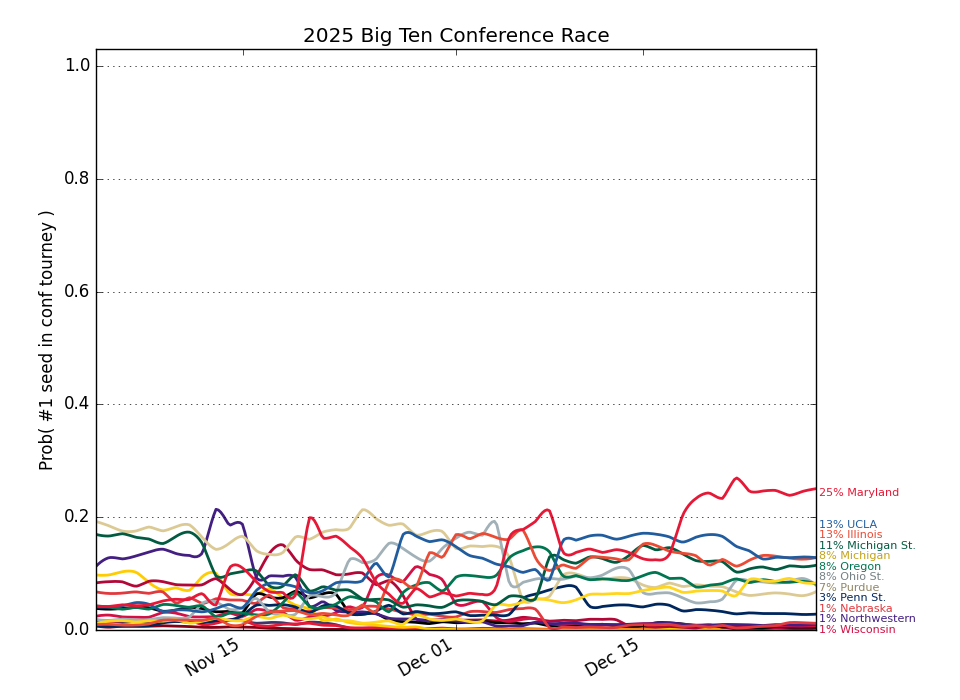 2025 Big Ten Conference Race
Prob( #1 seed in conf tourney )
1.0
0.8
0.6
0.4
0.2
0.0
Nov 15
Dec 01
Dec 15
25% Maryland
13% UCLA
13% Illinois
11% Michigan St.
8% Michigan
8% Oregon
8% Ohio St.
7% Purdue
3% Penn St.
1% Nebraska
1% Northwestern
1% Wisconsin